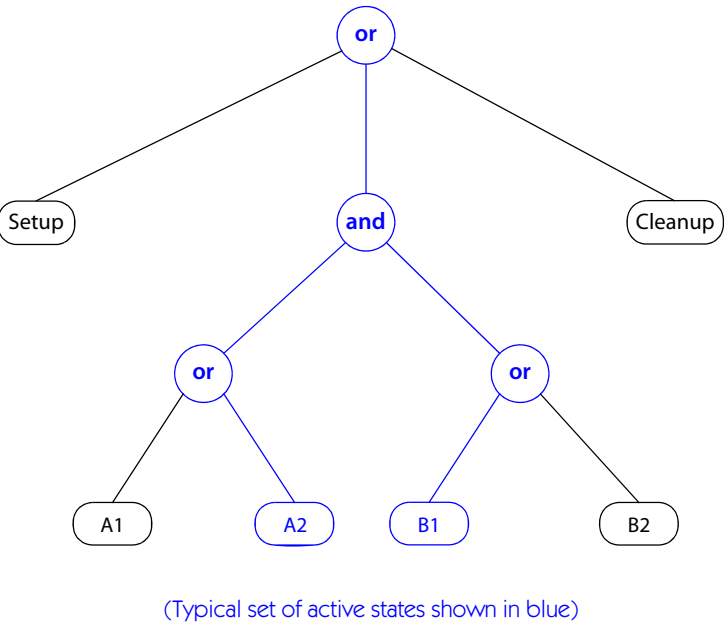 or
Setup
and
Cleanup
or
or
A1
A2
B1
B2
(Typical set of active states shown in blue)